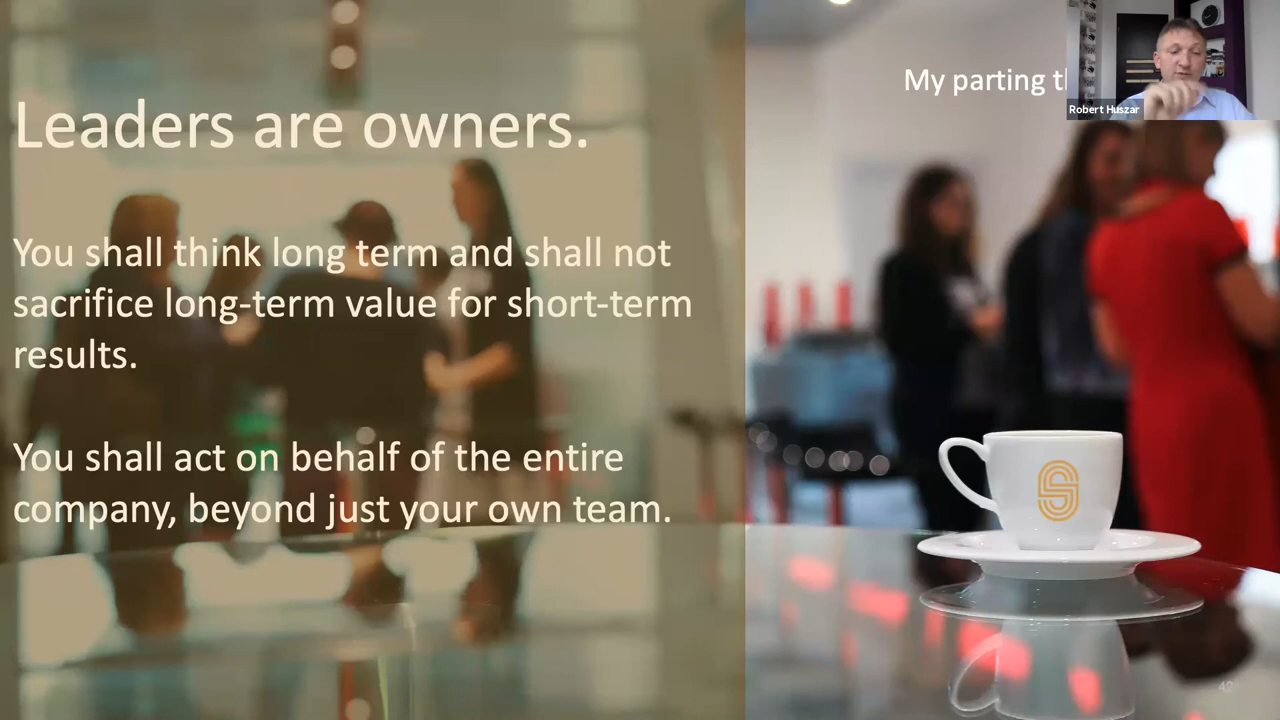 Leaders are owners.
You shall think long term and shall not
sacrifice long-term value for short-term
results.
You shall act on behalf of the entire
company, beyond just your own team.
My parting
Robert Huszar